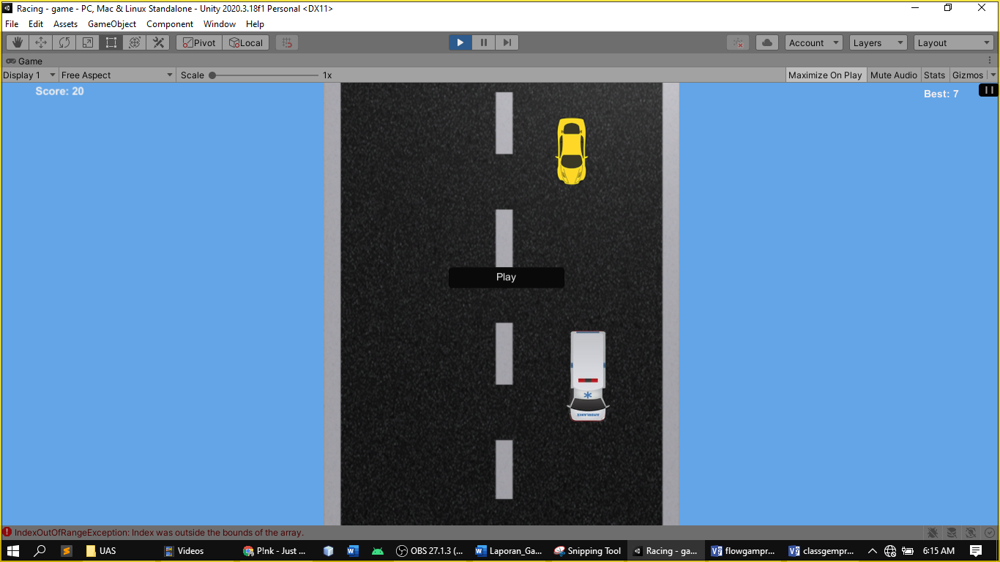 Racing - game - PC, Mac & Linux Standalone - Unity 2020.3.18f1 Personal <DX11>
File Edit Assets GameObject Component Window Help
Pivot Local Account Layers Layout
Game
Display 1 Free Aspect Scale 1x Maximize On Play Mute Audio Stats Gizmos
Score: 20 Best: 7
Play
AMBULANCE
IndexOutOfRangeException: Index was outside the bounds of the array.
UAS Videos P!nk - Just ... OBS 27.1.3 (... Laporan_Ga... Snipping Tool Racing - ga... flowgampr... classgempr... 6:15 AM